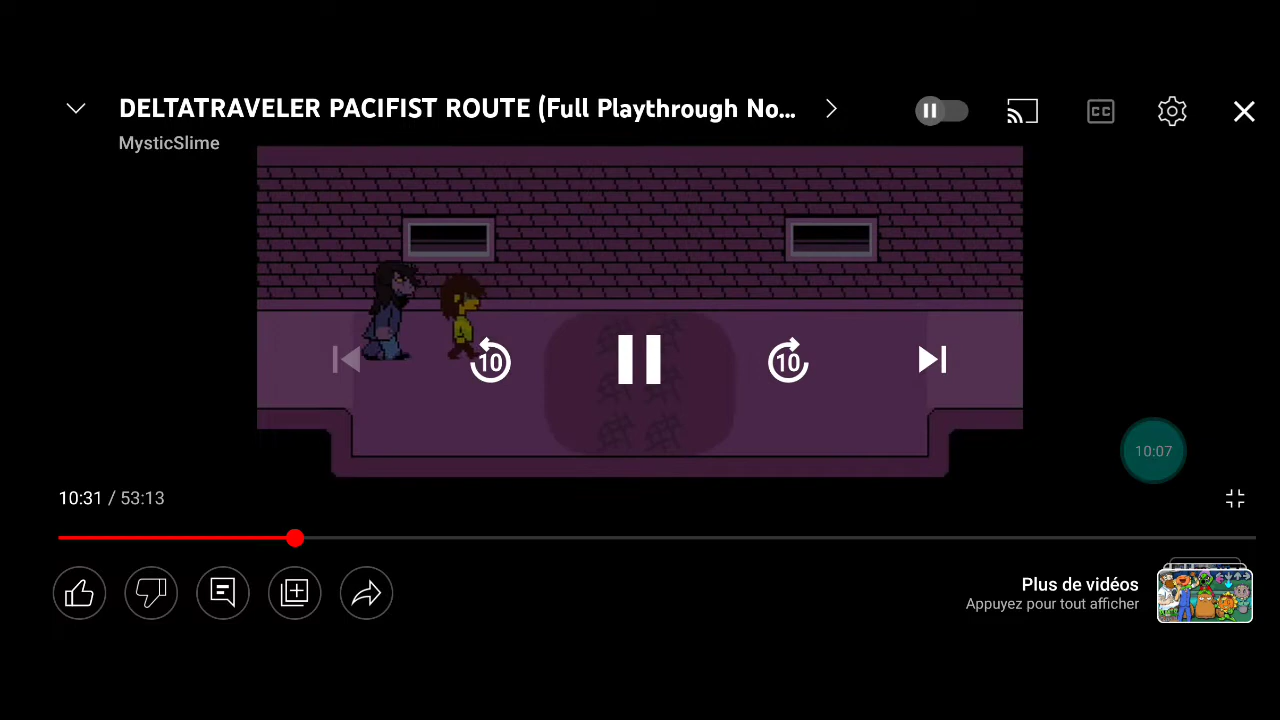 DELTATRAVELER PACIFIST ROUTE (Full Playthrough No...
MysticSlime
CC
10
10
10:07
10:31 / 53:13
Plus de vidéos
Appuyez pour tout afficher